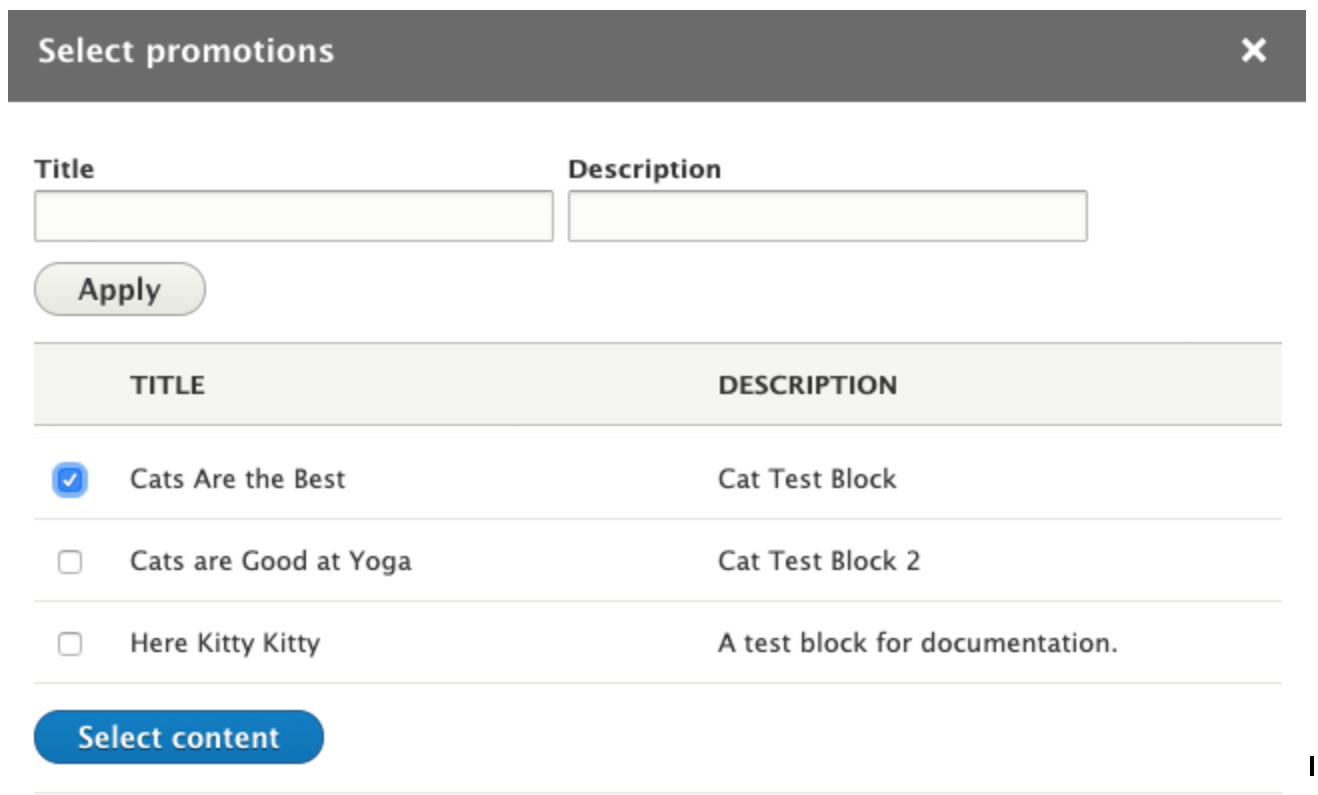 Select promotions
Title Description
Apply
TITLE DESCRIPTION
Cats Are the Best Cat Test Block
Cats are Good at Yoga Cat Test Block 2
Here Kitty Kitty A test block for documentation.
Select content